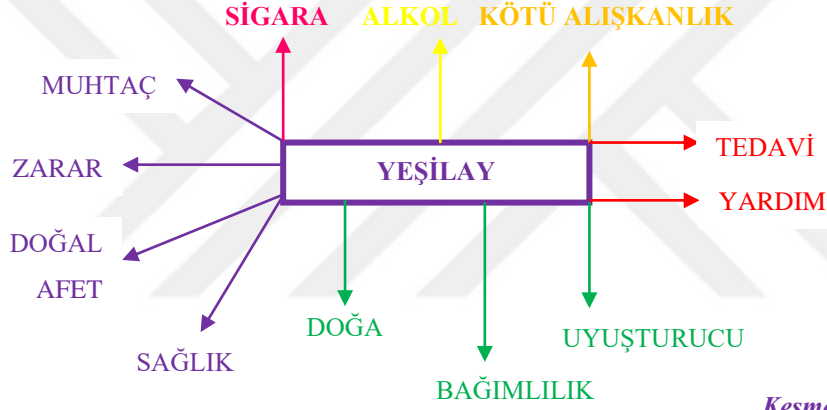 SİGARA ALKOL KÖTÜ ALIŞKANLIK
MUHTAÇ
TEDAVİ
ZARAR
YEŞİLAY
YARDIM
DOĞAL
AFET
DOĞA
UYUŞTURUCU
SAĞLIK
BAĞIMLILIK